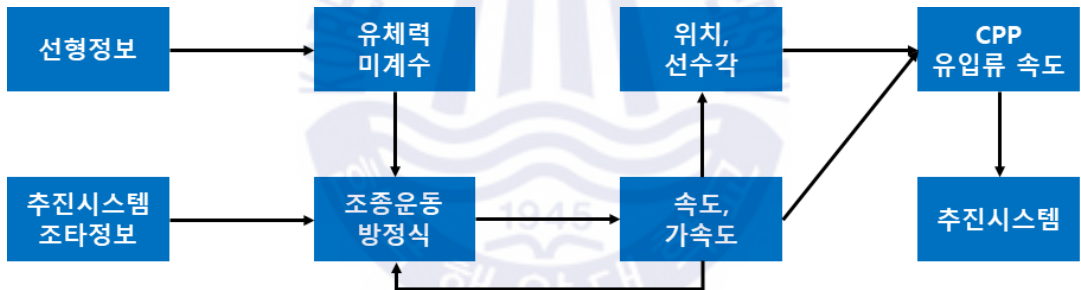 선형정보
유체력
미계수
위치,
선수각
CPP
유입류 속도
추진시스템
조타정보
조종운동
방정식
속도,
가속도
추진시스템
1945